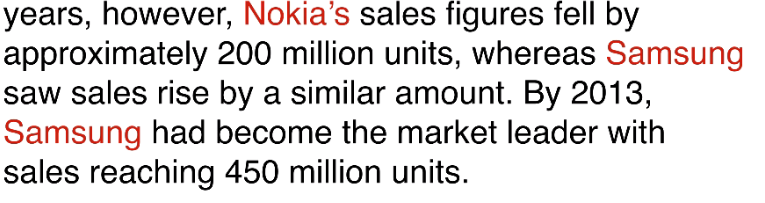 years, however, Nokia's sales figures fell by
approximately 200 million units, whereas Samsung
saw sales rise by a similar amount. By 2013,
Samsung had become the market leader with
sales reaching 450 million units.